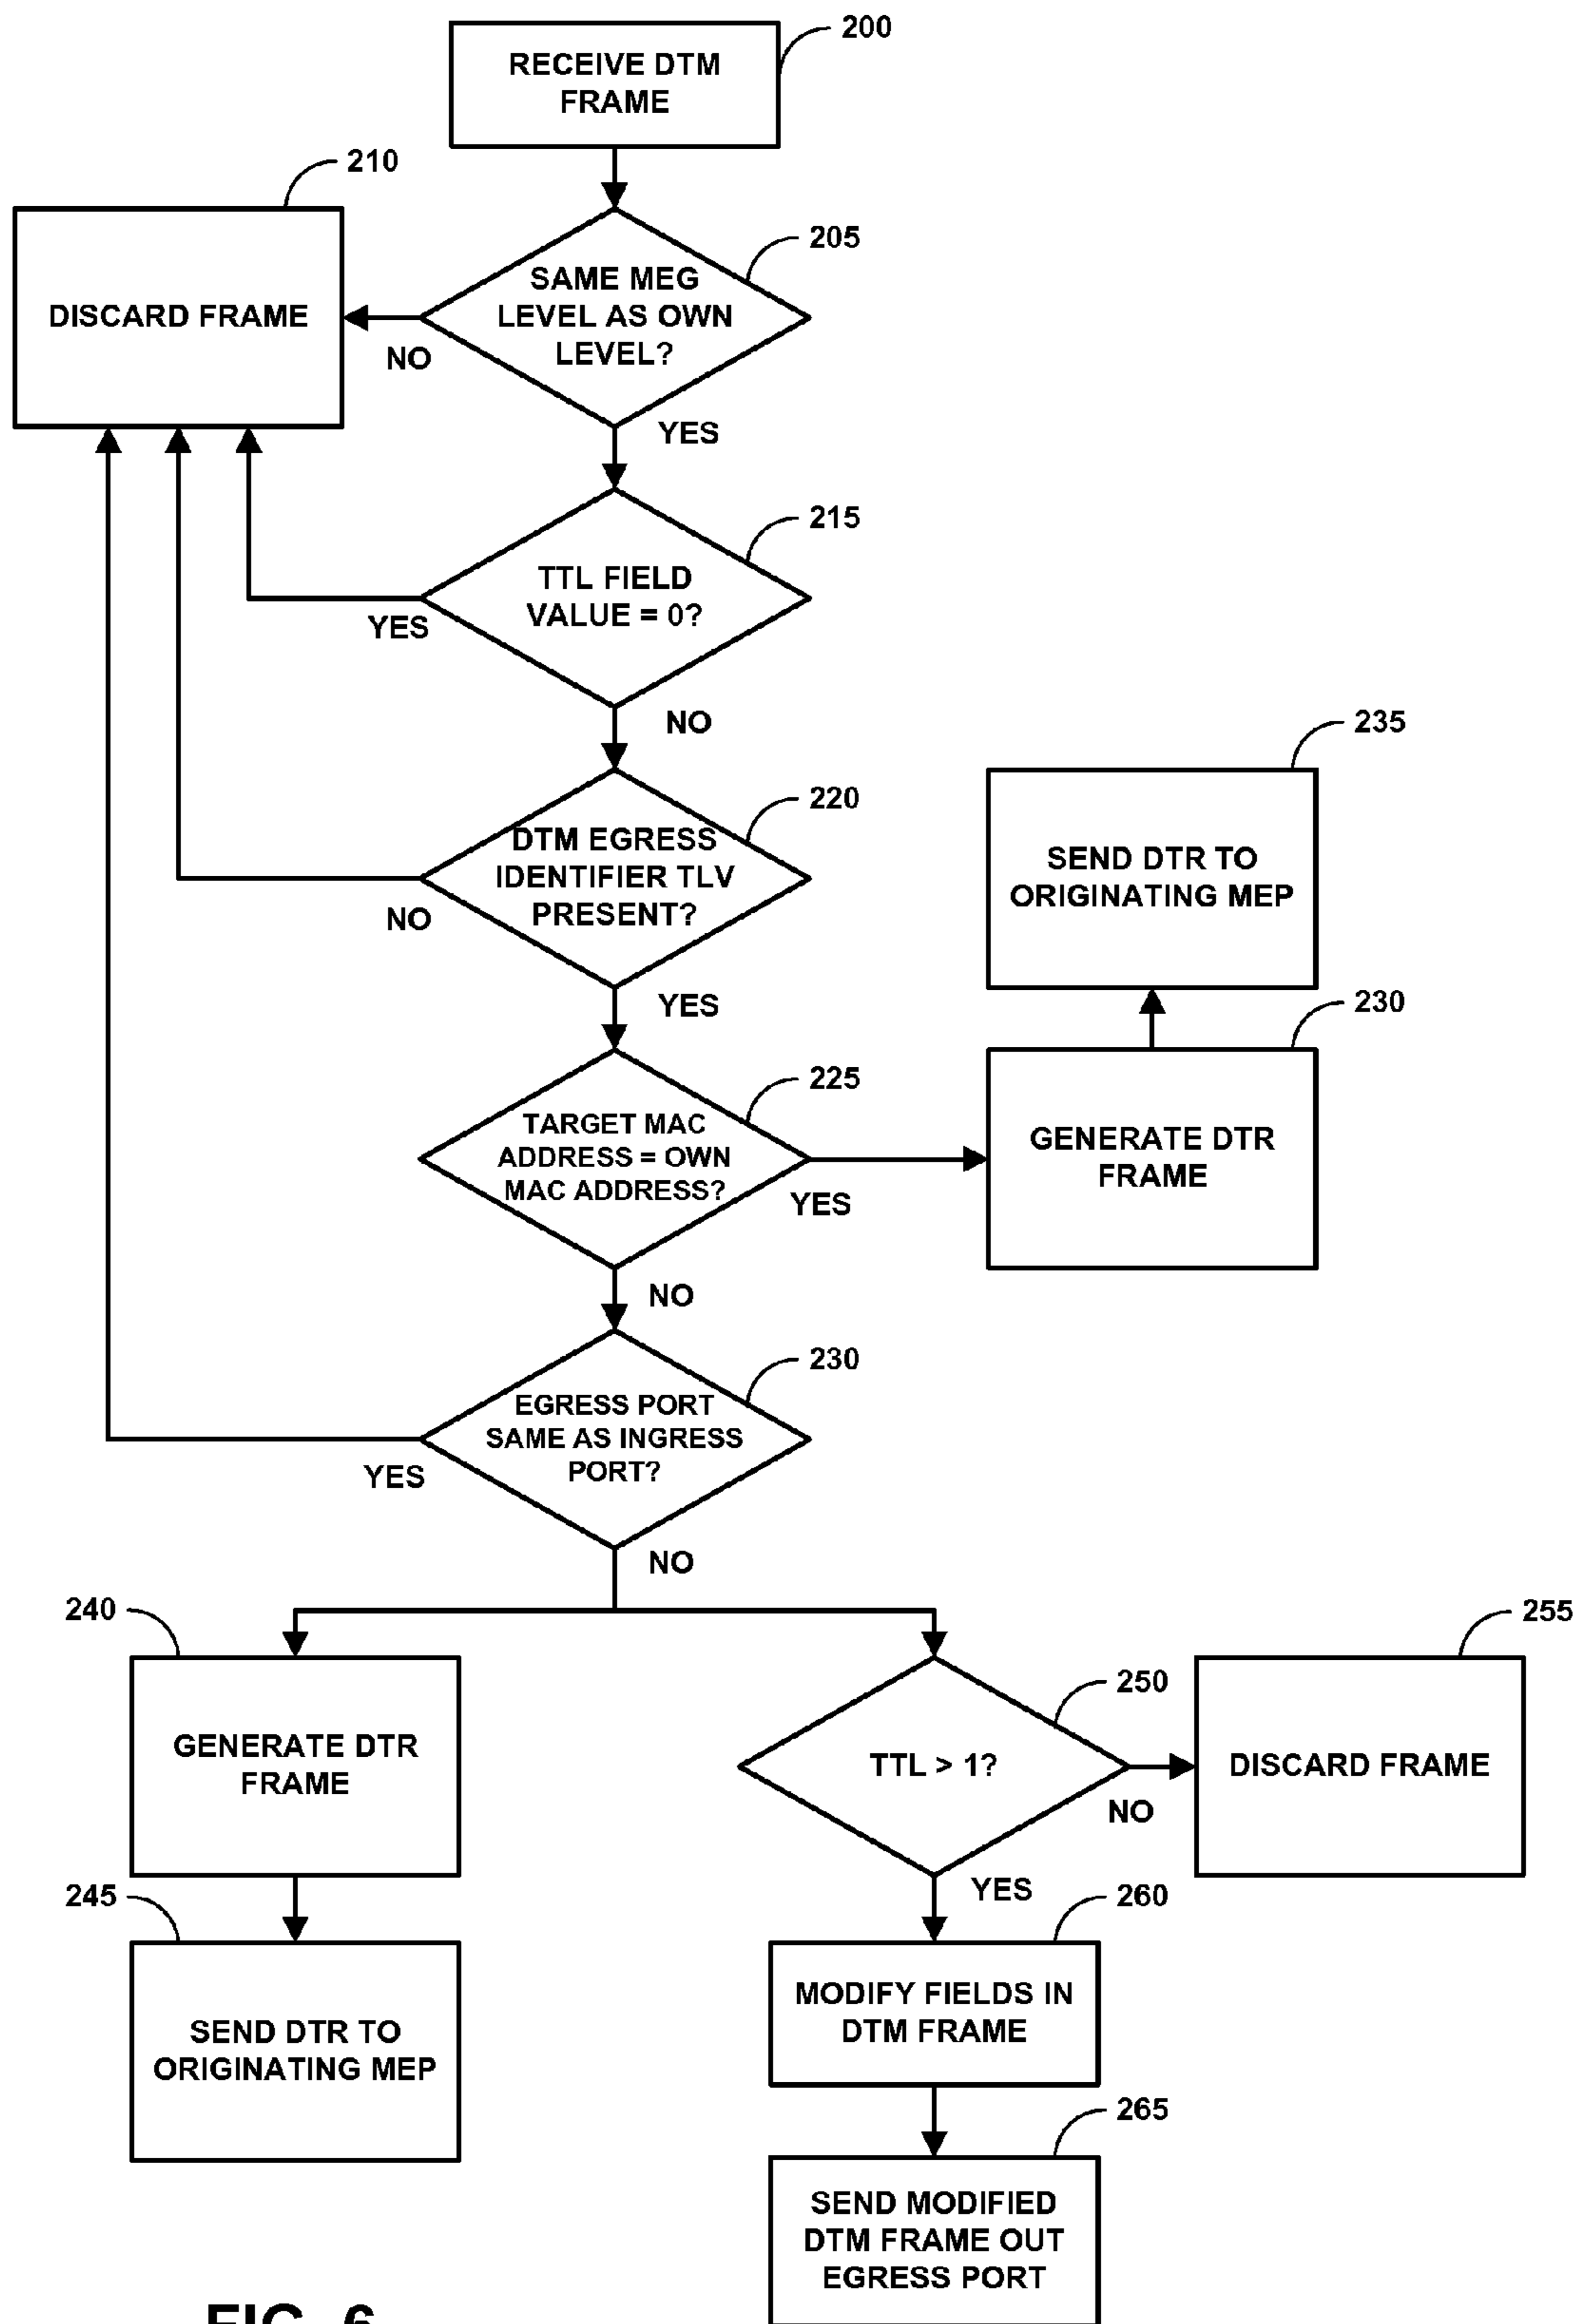 200
RECEIVE DTM
FRAME
210
205
DISCARD FRAME
SAME MEG
LEVEL AS OWN
LEVEL?
NO
YES
215
TTL FIELD
VALUE = 0?
YES
NO
235
220
DTM EGRESS
IDENTIFIER TLV
PRESENT?
NO
YES
SEND DTR TO
ORIGINATING MEP
230
225
TARGET MAC
ADDRESS = OWN
MAC ADDRESS?
YES
GENERATE DTR
FRAME
NO
230
EGRESS PORT
SAME AS INGRESS
PORT?
YES
NO
240
255
250
GENERATE DTR
FRAME
TTL > 1?
NO
DISCARD FRAME
YES
245
260
SEND DTR TO
ORIGINATING MEP
MODIFY FIELDS IN
DTM FRAME
265
SEND MODIFIED
DTM FRAME OUT
EGRESS PORT
FIG. 6